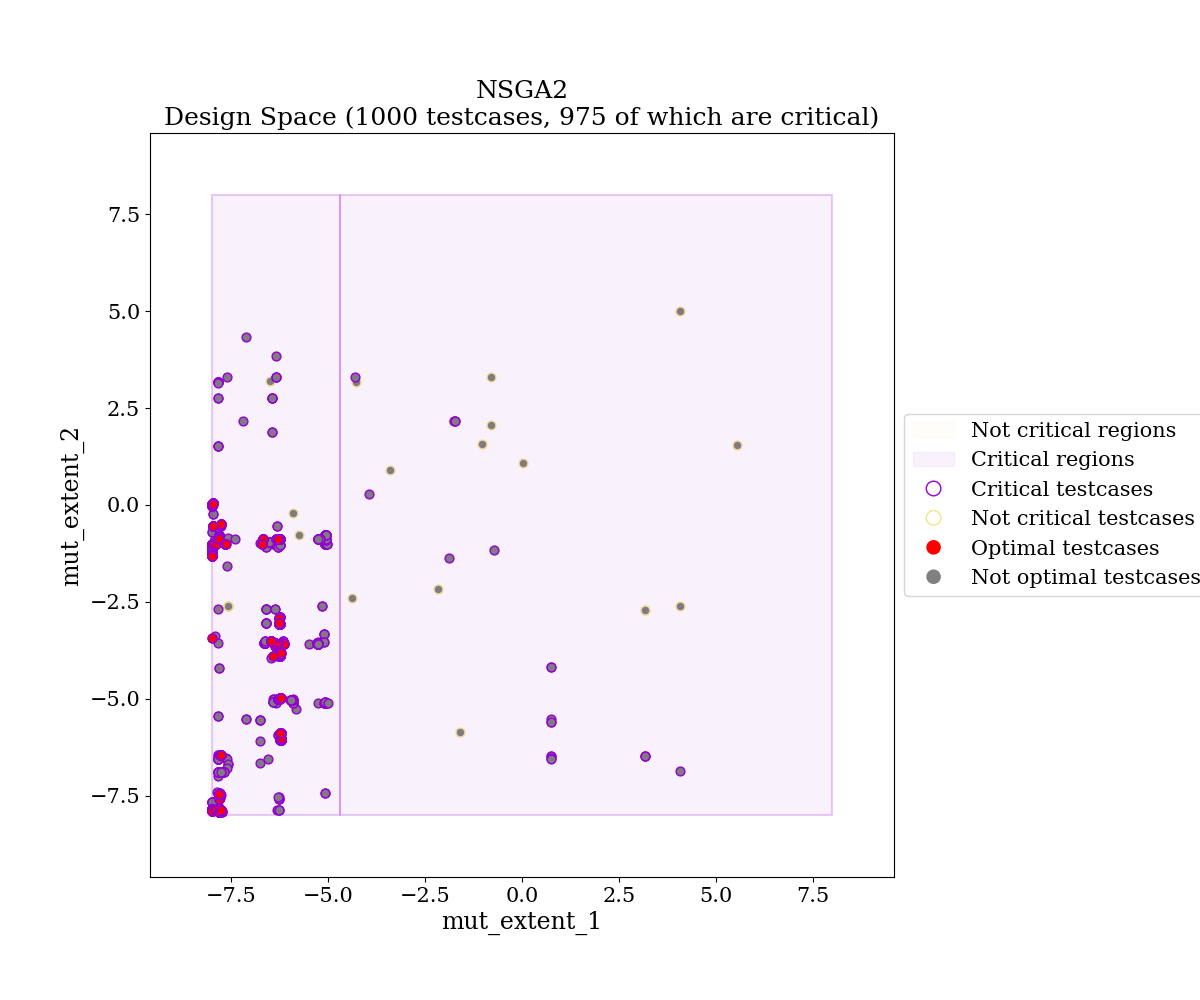 NSGA2
Design Space (1000 testcases, 975 of which are critical)
7.5
5.0
2.5
0.0
−2.5
−5.0
−7.5
mut_extent_2
−7.5 −5.0 −2.5 0.0 2.5 5.0 7.5
mut_extent_1
Not critical regions
Critical regions
Critical testcases
Not critical testcases
Optimal testcases
Not optimal testcases